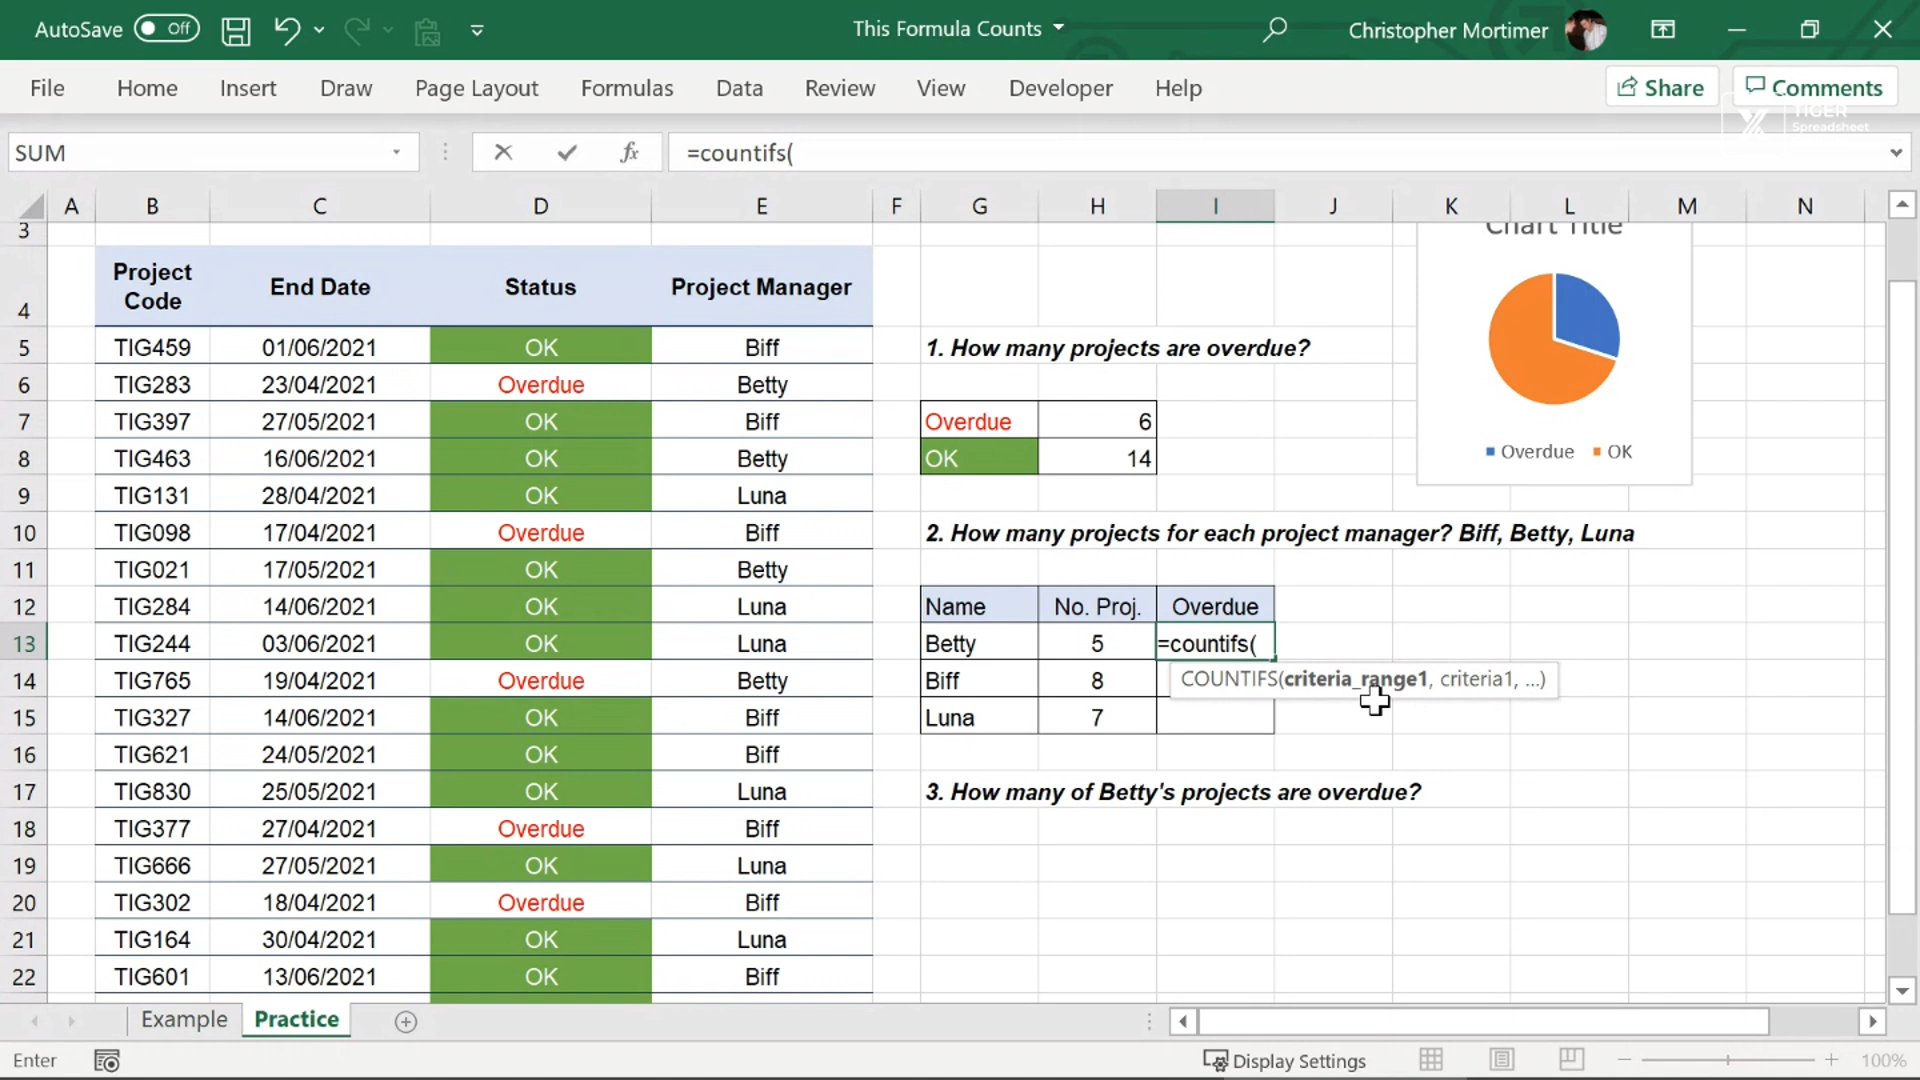 AutoSave Off This Formula Counts Christopher Mortimer
File Home Insert Draw Page Layout Formulas Data Review View Developer Help Share Comments
TIGER
Spreadsheet
SUM fx =countifs(
A B C D E F G H I J K L M N
3 Chart Title
4 Project Code End Date Status Project Manager
5 TIG459 01/06/2021 OK Biff 1. How many projects are overdue?
6 TIG283 23/04/2021 Overdue Betty
7 TIG397 27/05/2021 OK Biff Overdue 6
8 TIG463 16/06/2021 OK Betty OK 14 Overdue OK
9 TIG131 28/04/2021 OK Luna
10 TIG098 17/04/2021 Overdue Biff 2. How many projects for each project manager? Biff, Betty, Luna
11 TIG021 17/05/2021 OK Betty
12 TIG284 14/06/2021 OK Luna Name No. Proj. Overdue
13 TIG244 03/06/2021 OK Luna Betty 5 =countifs(
14 TIG765 19/04/2021 Overdue Betty Biff 8 COUNTIFS(criteria_range1, criteria1, ...)
15 TIG327 14/06/2021 OK Biff Luna 7
16 TIG621 24/05/2021 OK Biff
17 TIG830 25/05/2021 OK Luna 3. How many of Betty's projects are overdue?
18 TIG377 27/04/2021 Overdue Biff
19 TIG666 27/05/2021 OK Luna
20 TIG302 18/04/2021 Overdue Biff
21 TIG164 30/04/2021 OK Luna
22 TIG601 13/06/2021 OK Biff
Example Practice
Enter Display Settings 100%